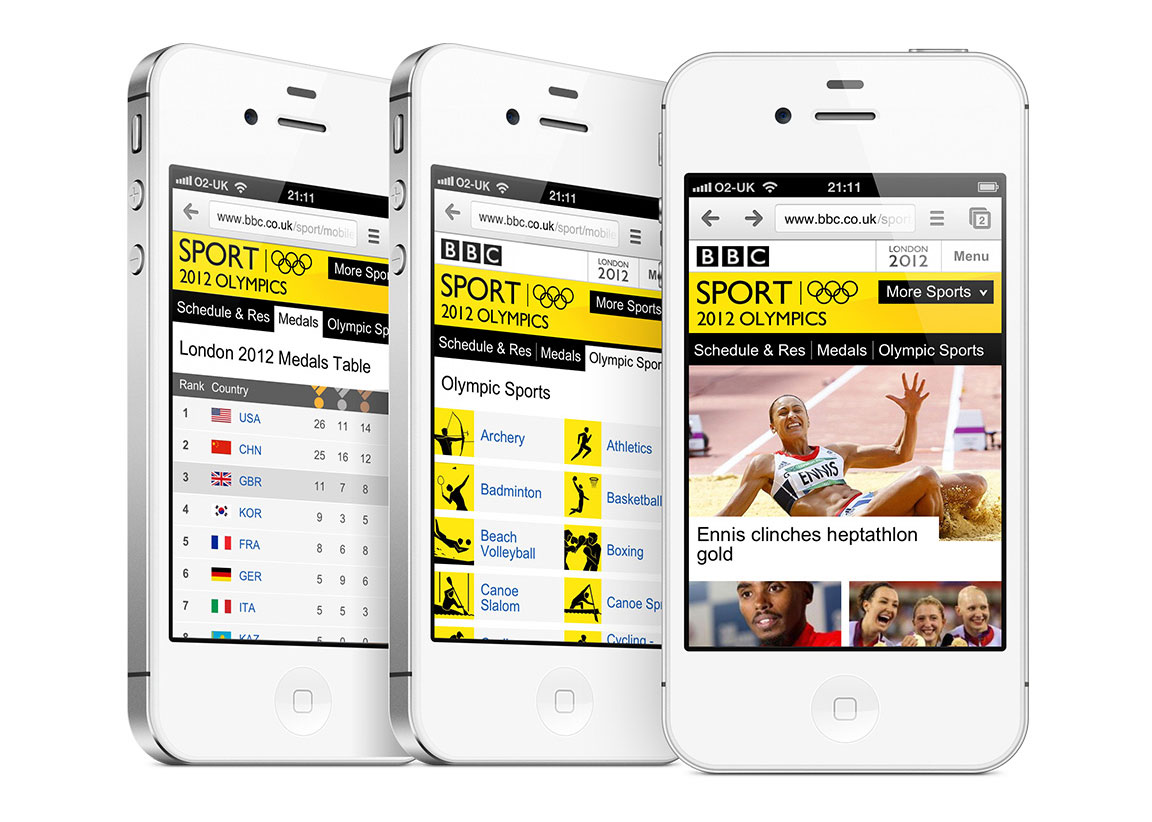 O2-UK 21:11
www.bbc.co.uk/sport/mobile
SPORT
2012 OLYMPICS
More Spo
Schedule & Res Medals Olympic Sp
London 2012 Medals Table
Rank Country
1 USA 26 11 14
2 CHN 25 16 12
3 GBR 11 7 8
4 KOR 9 3 5
5 FRA 8 6 8
6 GER 5 9 6
7 ITA 5 5 3
8 KAZ 5 0 0
O2-UK 21:11
www.bbc.co.uk/sport/mobile
BBC
LONDON
2012
M
SPORT
2012 OLYMPICS
More Sports
Schedule & Res Medals Olympic Spor
Olympic Sports
Archery Athletics
Badminton Basketball
Beach
Volleyball
Boxing
Canoe
Slalom
Canoe Spr
Cycling -
O2-UK 21:11
www.bbc.co.uk/spor
2
BBC
LONDON
2012
Menu
SPORT
2012 OLYMPICS
More Sports
Schedule & Res Medals Olympic Sports
ENNIS
Ennis clinches heptathlon
gold